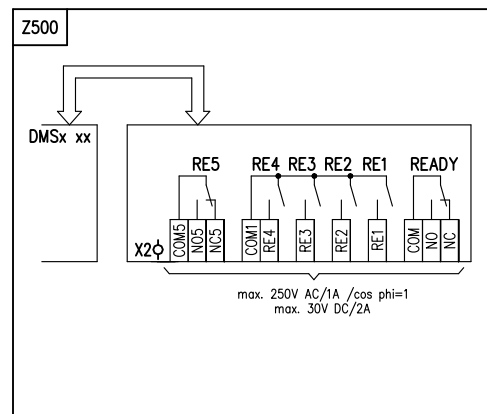 Z500
DMSx xx
RE5 RE4 RE3 RE2 RE1 READY
X2
COM5 NO5 NC5 COM1 RE4 RE3 RE2 RE1 COM NO NC
max. 250V AC/1A /cos phi=1
max. 30V DC/2A